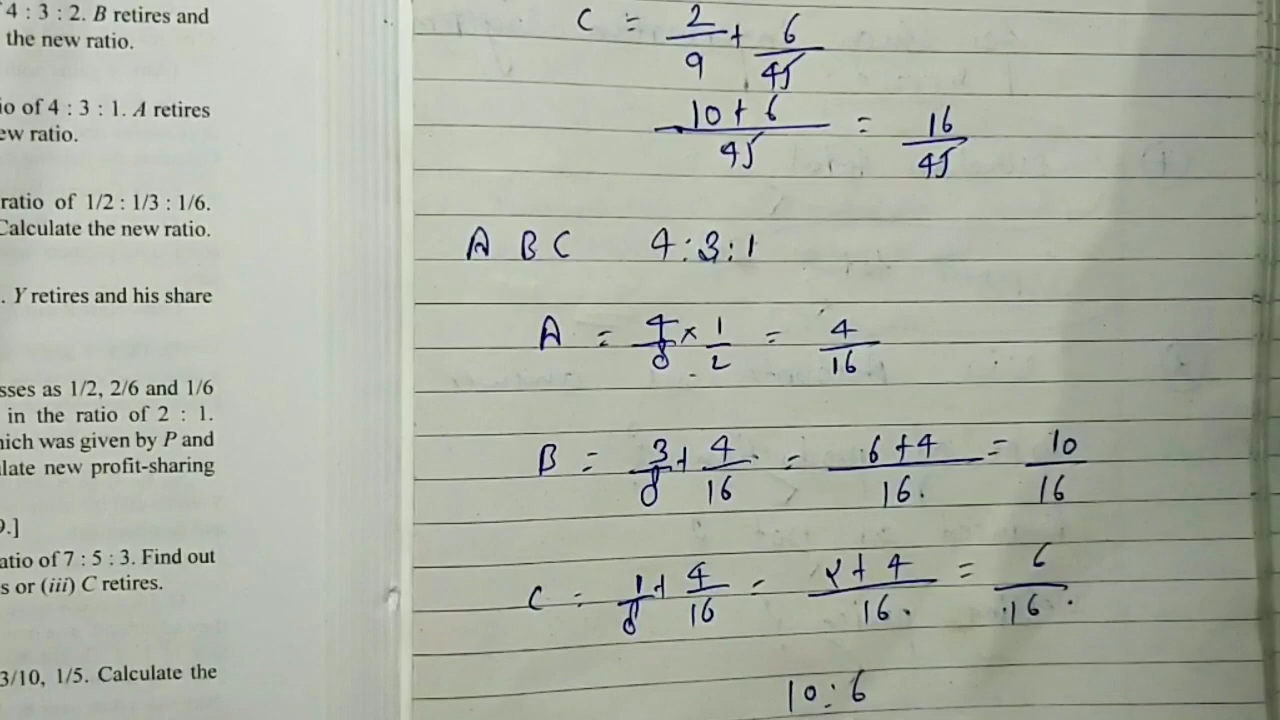 4 : 3 : 2. B retires and
the new ratio.
io of 4 : 3 : 1. A retires
ew ratio.
ratio of 1/2 : 1/3 : 1/6.
Calculate the new ratio.
. Y retires and his share
sses as 1/2, 2/6 and 1/6
in the ratio of 2 : 1.
hich was given by P and
late new profit-sharing
9.]
atio of 7 : 5 : 3. Find out
s or (iii) C retires.
3/10, 1/5. Calculate the
C = 2/9 + 6/45
10 + 6/45 = 16/45
A B C 4 : 3 : 1
A = 4/8 × 1/2 = 4/16
B = 3/8 + 4/16 = 6 + 4/16 = 10/16
C = 1/8 + 4/16 = 2 + 4/16 = 6/16
10 : 6